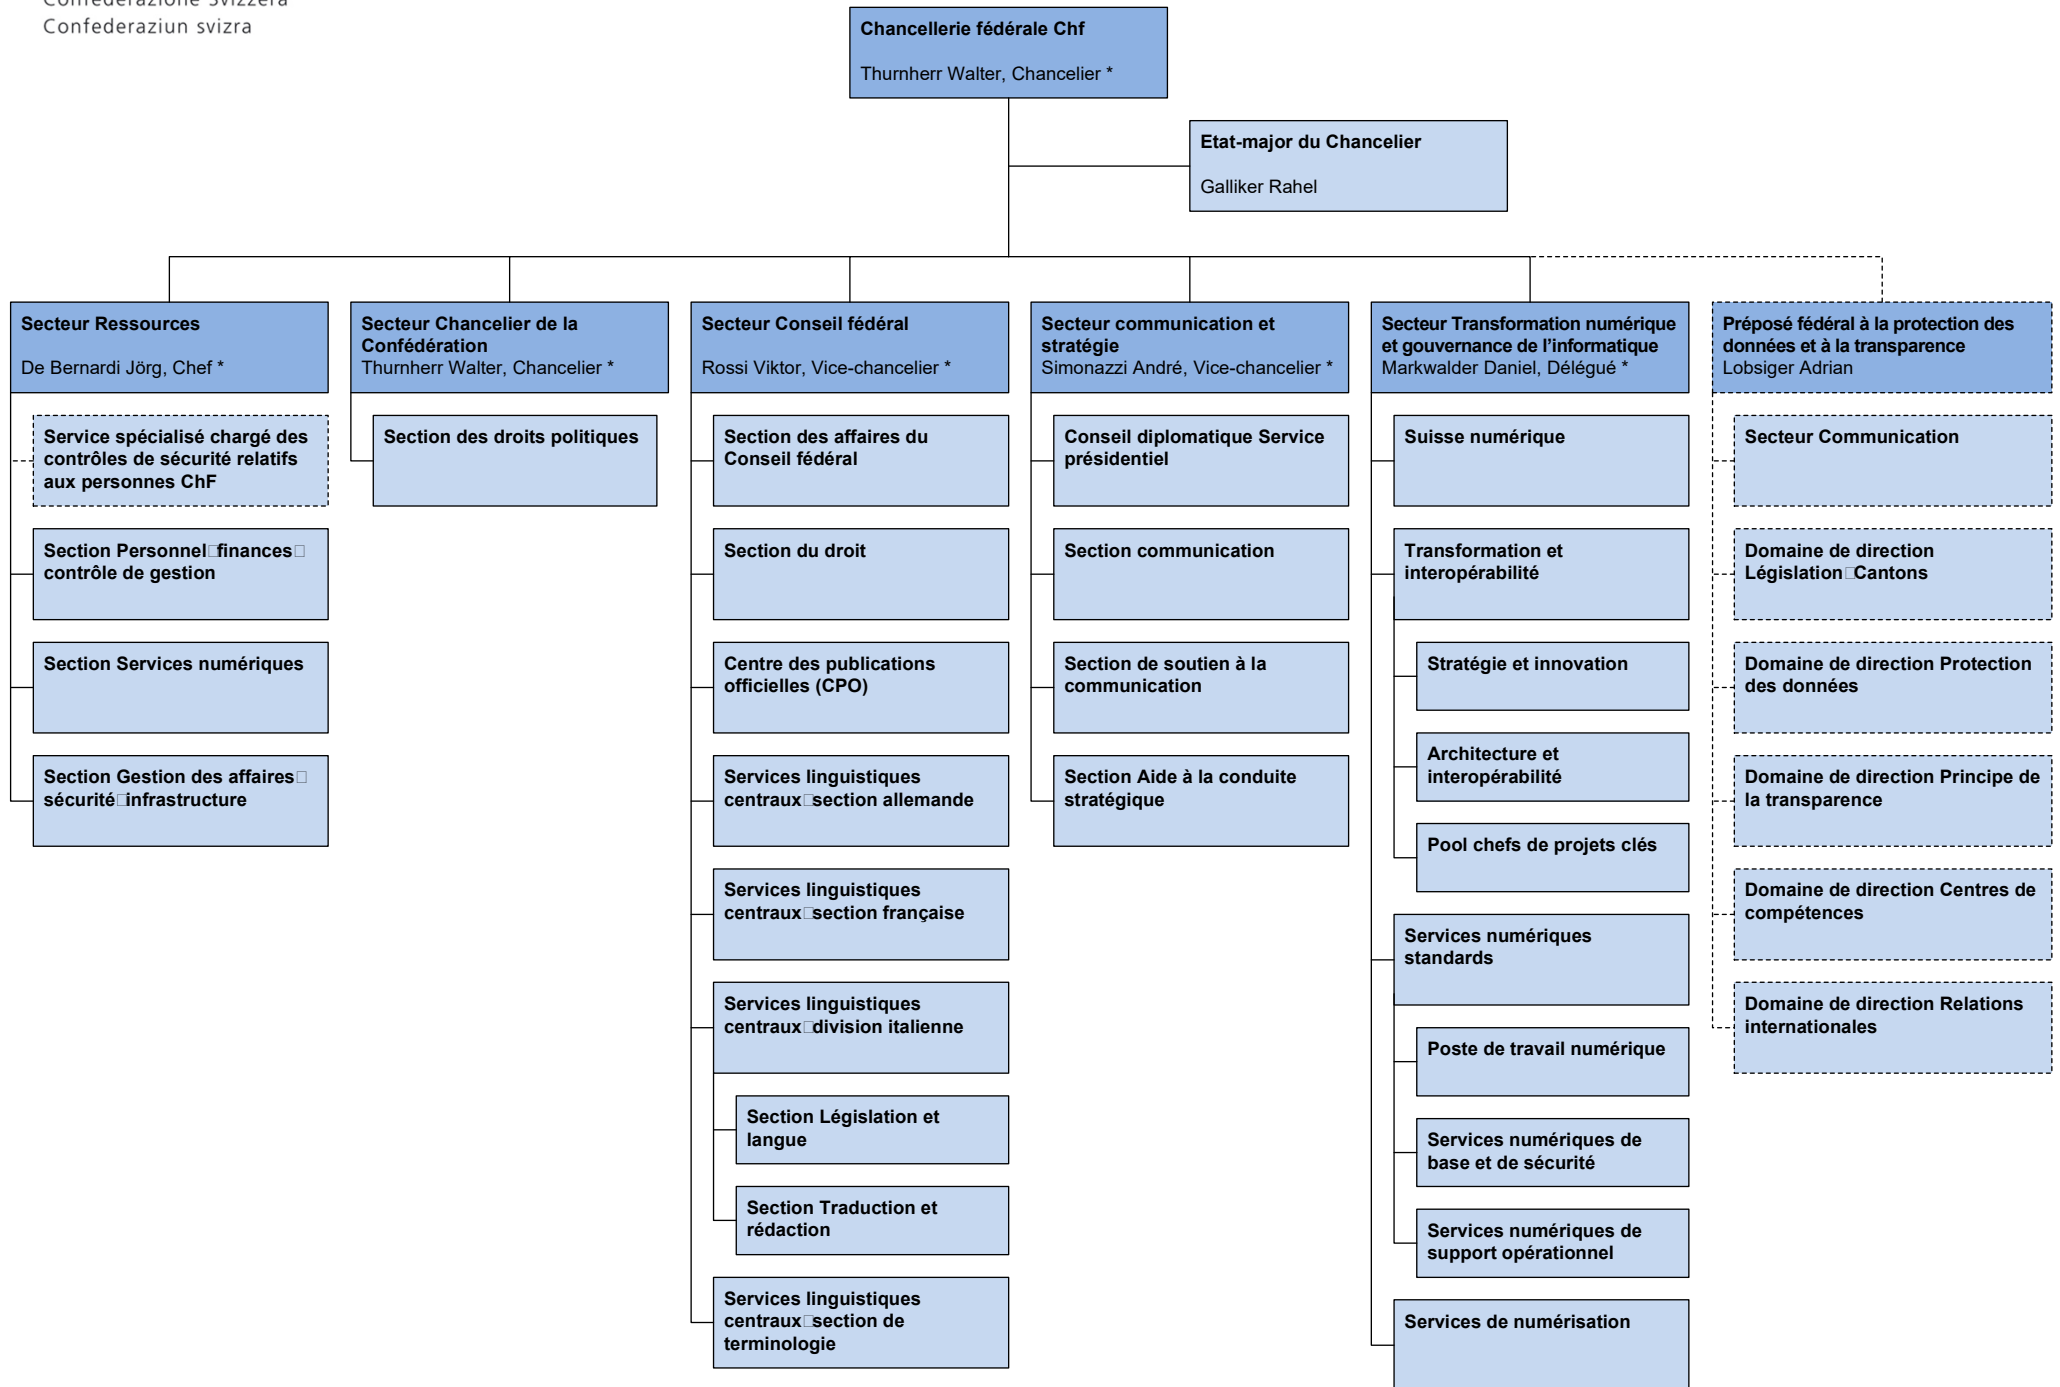 Confederazione Svizzera
Confederaziun svizra
Chancellerie fédérale Chf
Thurnherr Walter, Chancelier *
Etat-major du Chancelier
Galliker Rahel
Secteur Ressources
De Bernardi Jörg, Chef *
Service spécialisé chargé des
contrôles de sécurité relatifs
aux personnes ChF
Section Personnel□finances□
contrôle de gestion
Section Services numériques
Section Gestion des affaires□
sécurité□infrastructure
Secteur Chancelier de la
Confédération
Thurnherr Walter, Chancelier *
Section des droits politiques
Secteur Conseil fédéral
Rossi Viktor, Vice-chancelier *
Section des affaires du
Conseil fédéral
Section du droit
Centre des publications
officielles (CPO)
Services linguistiques
centraux□section allemande
Services linguistiques
centraux□section française
Services linguistiques
centraux□division italienne
Section Législation et
langue
Section Traduction et
rédaction
Services linguistiques
centraux□section de
terminologie
Secteur communication et
stratégie
Simonazzi André, Vice-chancelier *
Conseil diplomatique Service
présidentiel
Section communication
Section de soutien à la
communication
Section Aide à la conduite
stratégique
Secteur Transformation numérique
et gouvernance de l’informatique
Markwalder Daniel, Délégué *
Suisse numérique
Transformation et
interopérabilité
Stratégie et innovation
Architecture et
interopérabilité
Pool chefs de projets clés
Services numériques
standards
Poste de travail numérique
Services numériques de
base et de sécurité
Services numériques de
support opérationnel
Services de numérisation
Préposé fédéral à la protection des
données et à la transparence
Lobsiger Adrian
Secteur Communication
Domaine de direction
Législation□Cantons
Domaine de direction Protection
des données
Domaine de direction Principe de
la transparence
Domaine de direction Centres de
compétences
Domaine de direction Relations
internationales